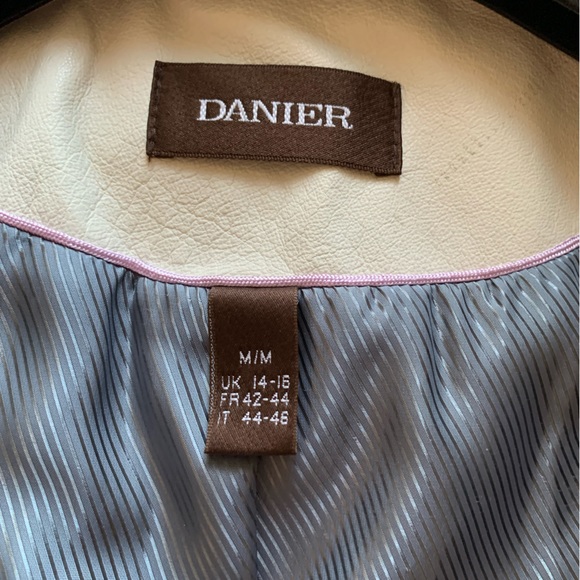 DANIER
M/M
UK 14-16
FR 42-44
IT 44-46